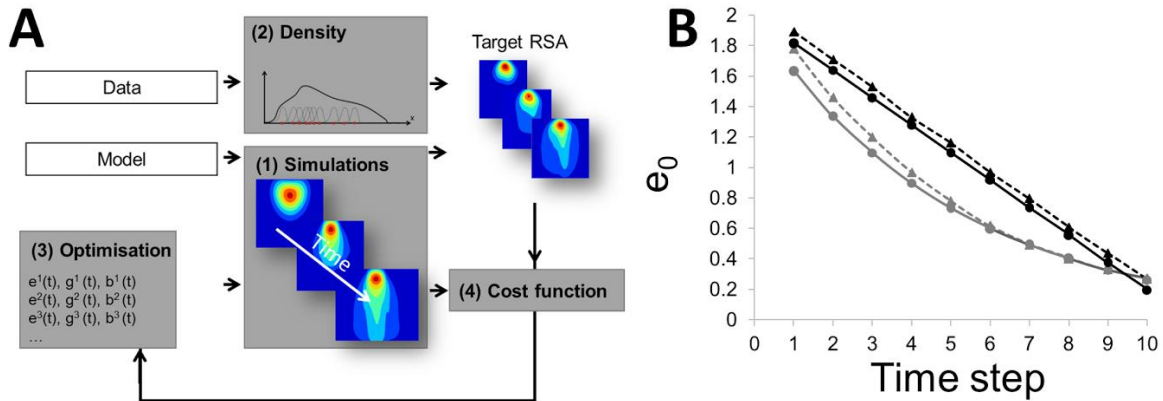 A
(2) Density
x
Data
Model
Target RSA
(1) Simulations
Time
(3) Optimisation
e¹(t), g¹ (t), b¹ (t)
e²(t), g² (t), b² (t)
e³(t), g³ (t), b³ (t)
...
(4) Cost function
B
e₀
2
1.8
1.6
1.4
1.2
1
0.8
0.6
0.4
0.2
0
0 1 2 3 4 5 6 7 8 9 10
Time step